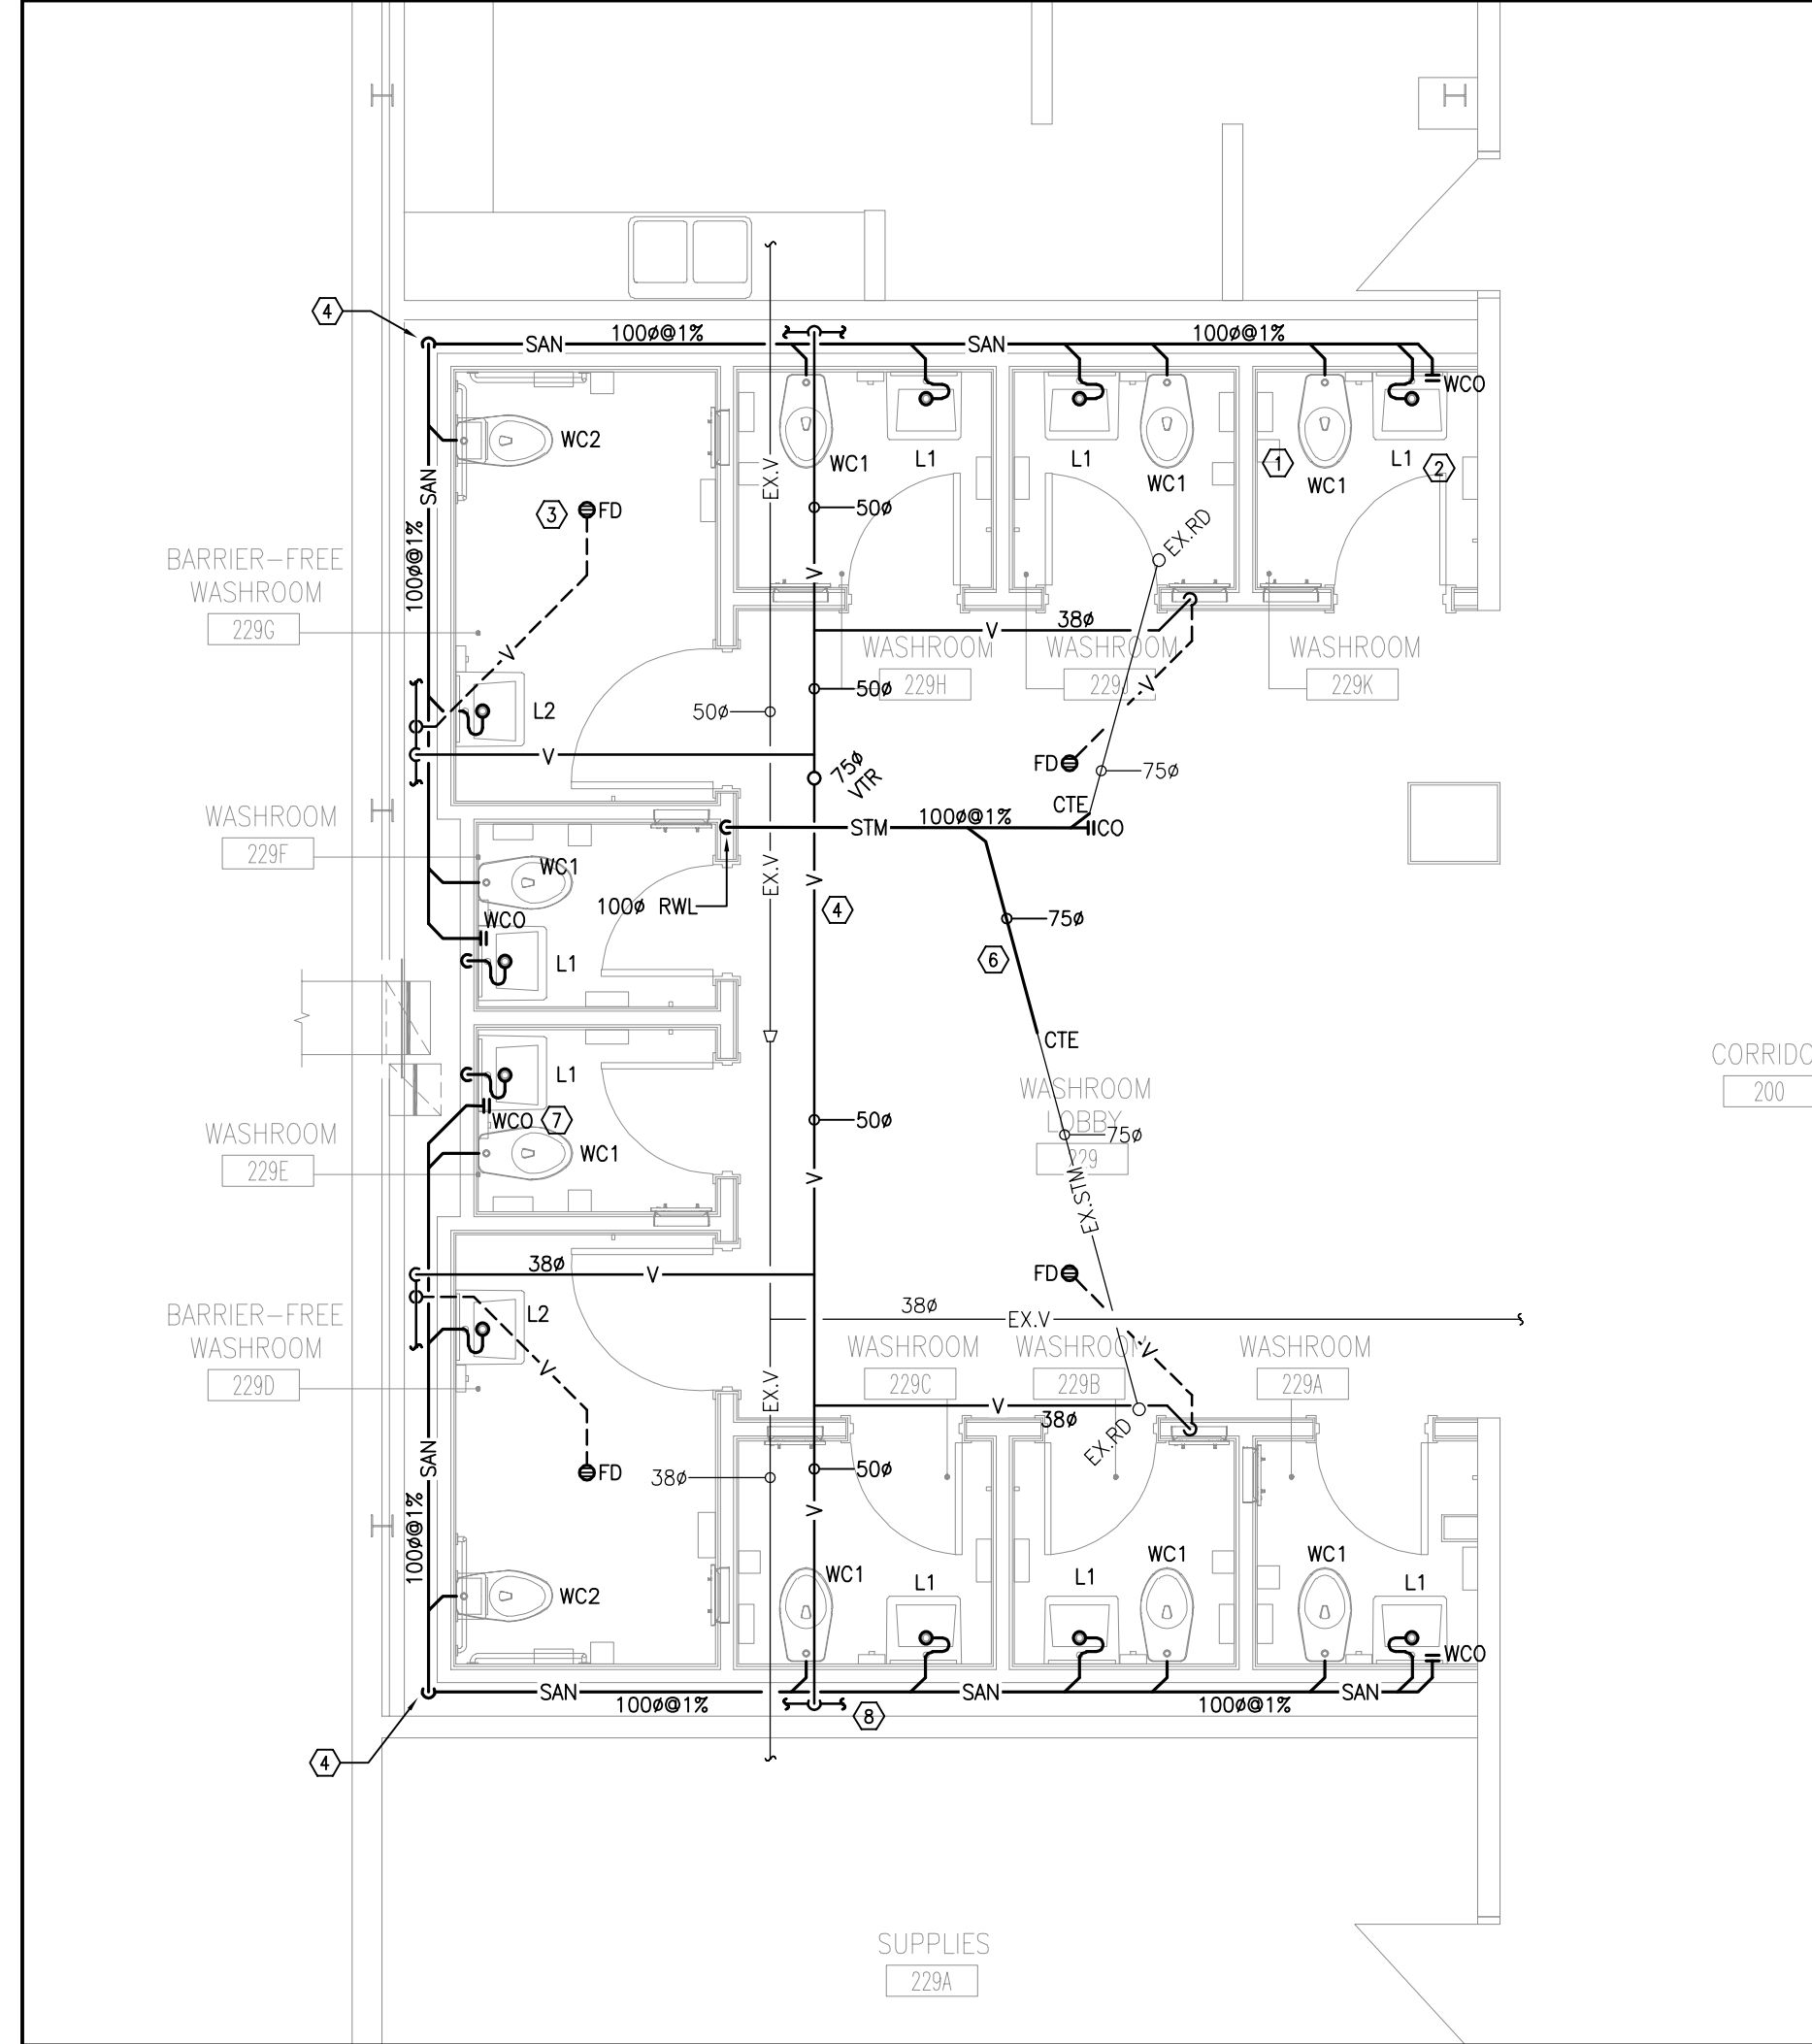 4
SAN
100ø@1%
SAN
100ø@1%
WCO
WC2
SAN
EX.V
WC1
L1
L1
WC1
1
WC1
L1
2
3
FD
50ø
EX.RD
100ø@1%
BARRIER-FREE
WASHROOM
229G
V
V
38ø
V
WASHROOM
229H
WASHROOM
229J
WASHROOM
229K
V
50ø
50ø
L2
V
75ø
VTR
FD
75ø
CTE
WASHROOM
229F
STM
100ø@1%
CO
WC1
EX.V
V
100ø RWL
4
WCO
75ø
L1
6
CTE
L1
CORRIDO
200
WASHROOM
LOBBY
229
WCO
7
50ø
75ø
WASHROOM
229E
WC1
V
EX.STM
38ø
V
FD
BARRIER-FREE
WASHROOM
229D
L2
38ø
EX.V
V
WASHROOM
229C
WASHROOM
229B
WASHROOM
229A
V
EX.V
V
38ø
EX.RD
SAN
FD
38ø
50ø
100ø@1%
V
WC2
WC1
L1
L1
WC1
WC1
L1
WCO
SAN
100ø@1%
SAN
100ø@1%
SAN
8
4
SUPPLIES
229A